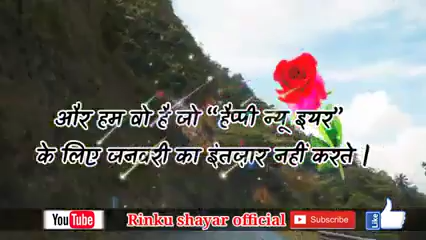 और हम वो है जो “हैप्पी न्यू इयर”
के लिए जनवरी का इंतजार नहीं करते |
YouTube Rinku shayar official Subscribe Like